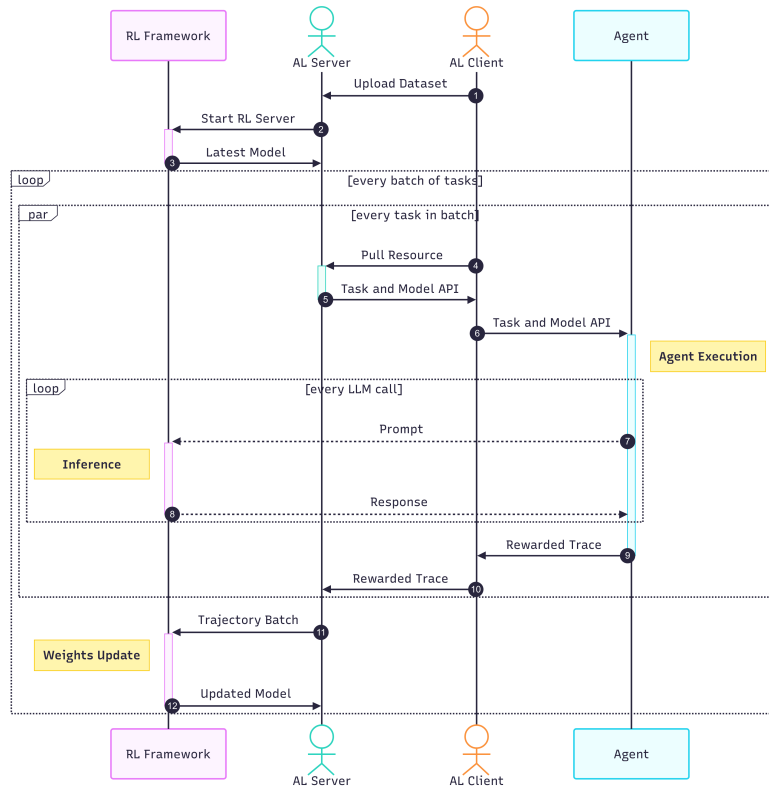 RL Framework
AL Server
AL Client
Agent
Upload Dataset
1
Start RL Server
2
Latest Model
3
loop
[every batch of tasks]
par
[every task in batch]
Pull Resource
4
Task and Model API
5
Task and Model API
6
Agent Execution
loop
[every LLM call]
Prompt
7
Inference
Response
8
Rewarded Trace
9
Rewarded Trace
10
Trajectory Batch
11
Weights Update
Updated Model
12
RL Framework
AL Server
AL Client
Agent